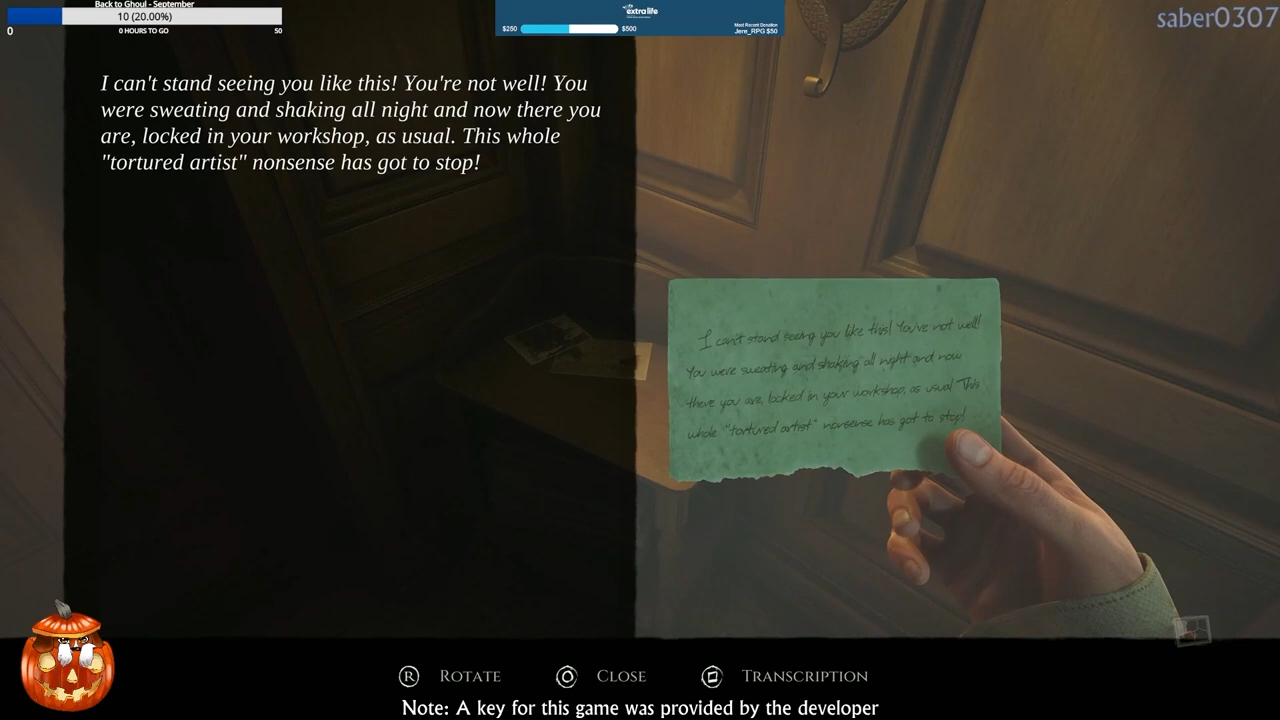 Back to Ghoul - September
10 (20.00%)
0
0 HOURS TO GO
50
extralife
$250
$500
Most Recent Donation
Jere_RPG $50
saber0307
I can't stand seeing you like this! You're not well! You
were sweating and shaking all night and now there you
are, locked in your workshop, as usual. This whole
"tortured artist" nonsense has got to stop!
I can't stand seeing you like this! You're not well!
You were sweating and shaking all night and now
there you are, locked in your workshop, as usual. This
whole "tortured artist" nonsense has got to stop!
R ROTATE
CLOSE
TRANSCRIPTION
Note: A key for this game was provided by the developer